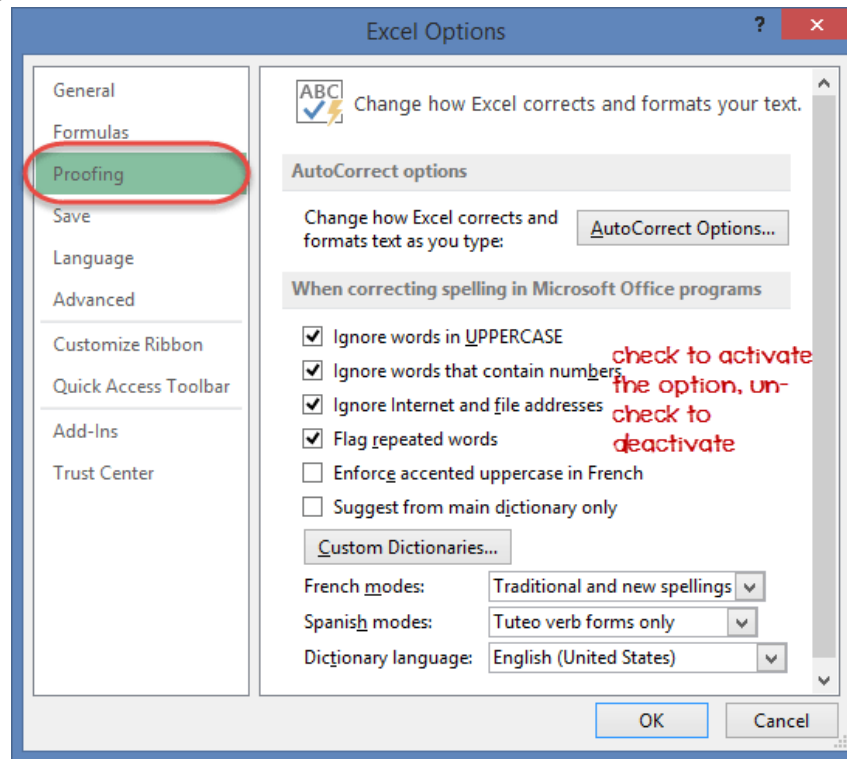 Excel Options
?
×
General
Formulas
Proofing
Save
Language
Advanced
Customize Ribbon
Quick Access Toolbar
Add-Ins
Trust Center
ABC
Change how Excel corrects and formats your text.
AutoCorrect options
Change how Excel corrects and
formats text as you type:
AutoCorrect Options...
When correcting spelling in Microsoft Office programs
Ignore words in UPPERCASE
Ignore words that contain numbers
Ignore Internet and file addresses
Flag repeated words
Enforce accented uppercase in French
Suggest from main dictionary only
check to activate
the option, un-
check to
deactivate
Custom Dictionaries...
French modes:
Traditional and new spellings
Spanish modes:
Tuteo verb forms only
Dictionary language:
English (United States)
OK
Cancel